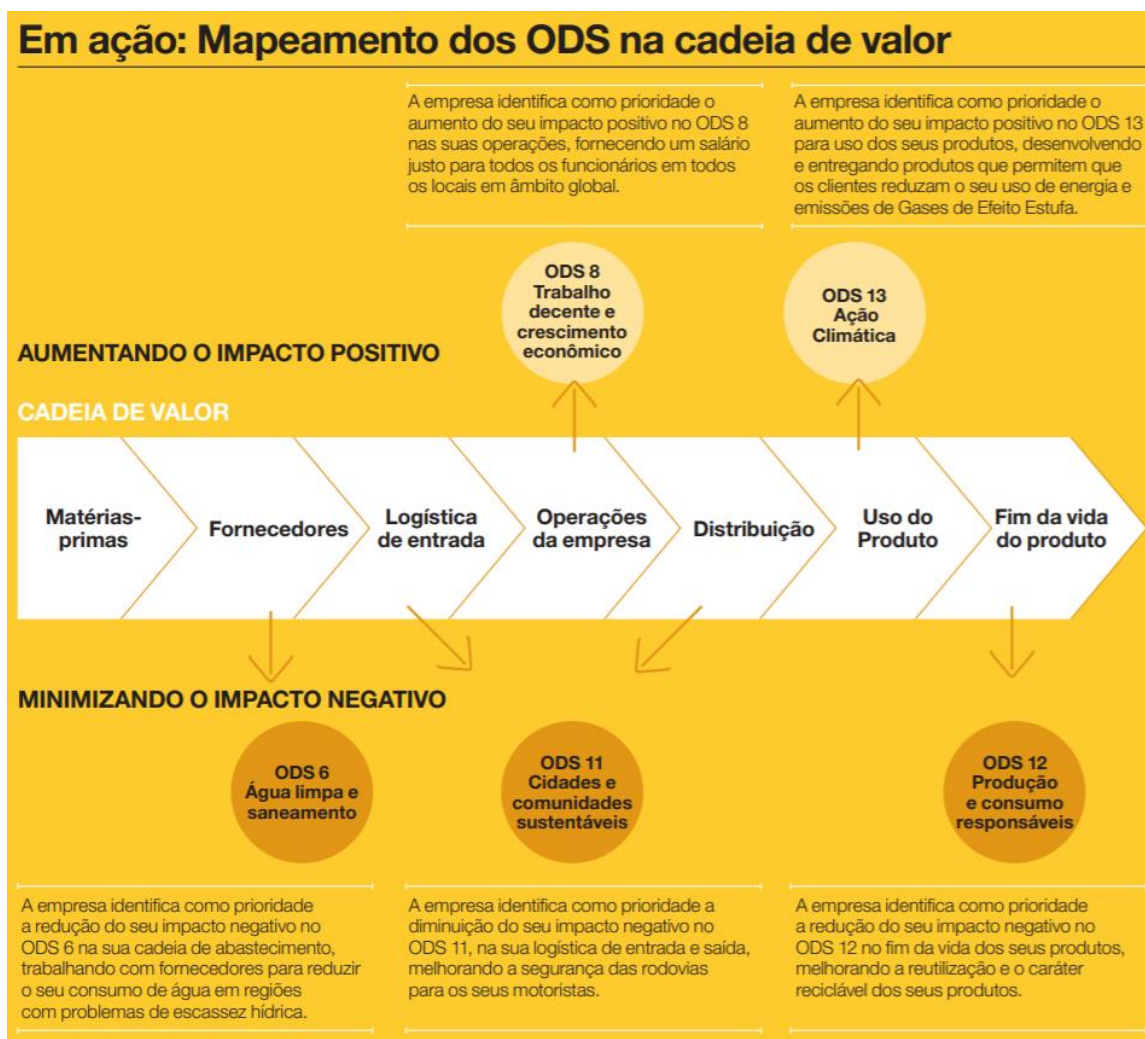 Em ação: Mapeamento dos ODS na cadeia de valor
A empresa identifica como prioridade o
aumento do seu impacto positivo no ODS 8
nas suas operações, fornecendo um salário
justo para todos os funcionários em todos
os locais em âmbito global.
A empresa identifica como prioridade o
aumento do seu impacto positivo no ODS 13
para uso dos seus produtos, desenvolvendo
e entregando produtos que permitem que
os clientes reduzam o seu uso de energia e
emissões de Gases de Efeito Estufa.
ODS 8
Trabalho
decente e
crescimento
econômico
ODS 13
Ação
Climática
AUMENTANDO O IMPACTO POSITIVO
CADEIA DE VALOR
Matérias-
primas
Fornecedores
Logística
de entrada
Operações
da empresa
Distribuição
Uso do
Produto
Fim da vida
do produto
MINIMIZANDO O IMPACTO NEGATIVO
ODS 6
Água limpa e
saneamento
ODS 11
Cidades e
comunidades
sustentáveis
ODS 12
Produção
e consumo
responsáveis
A empresa identifica como prioridade
a redução do seu impacto negativo no
ODS 6 na sua cadeia de abastecimento,
trabalhando com fornecedores para reduzir
o seu consumo de água em regiões
com problemas de escassez hídrica.
A empresa identifica como prioridade a
diminuição do seu impacto negativo no
ODS 11, na sua logística de entrada e saída,
melhorando a segurança das rodovias
para os seus motoristas.
A empresa identifica como prioridade
a redução do seu impacto negativo no
ODS 12 no fim da vida dos seus produtos,
melhorando a reutilização e o caráter
reciclável dos seus produtos.